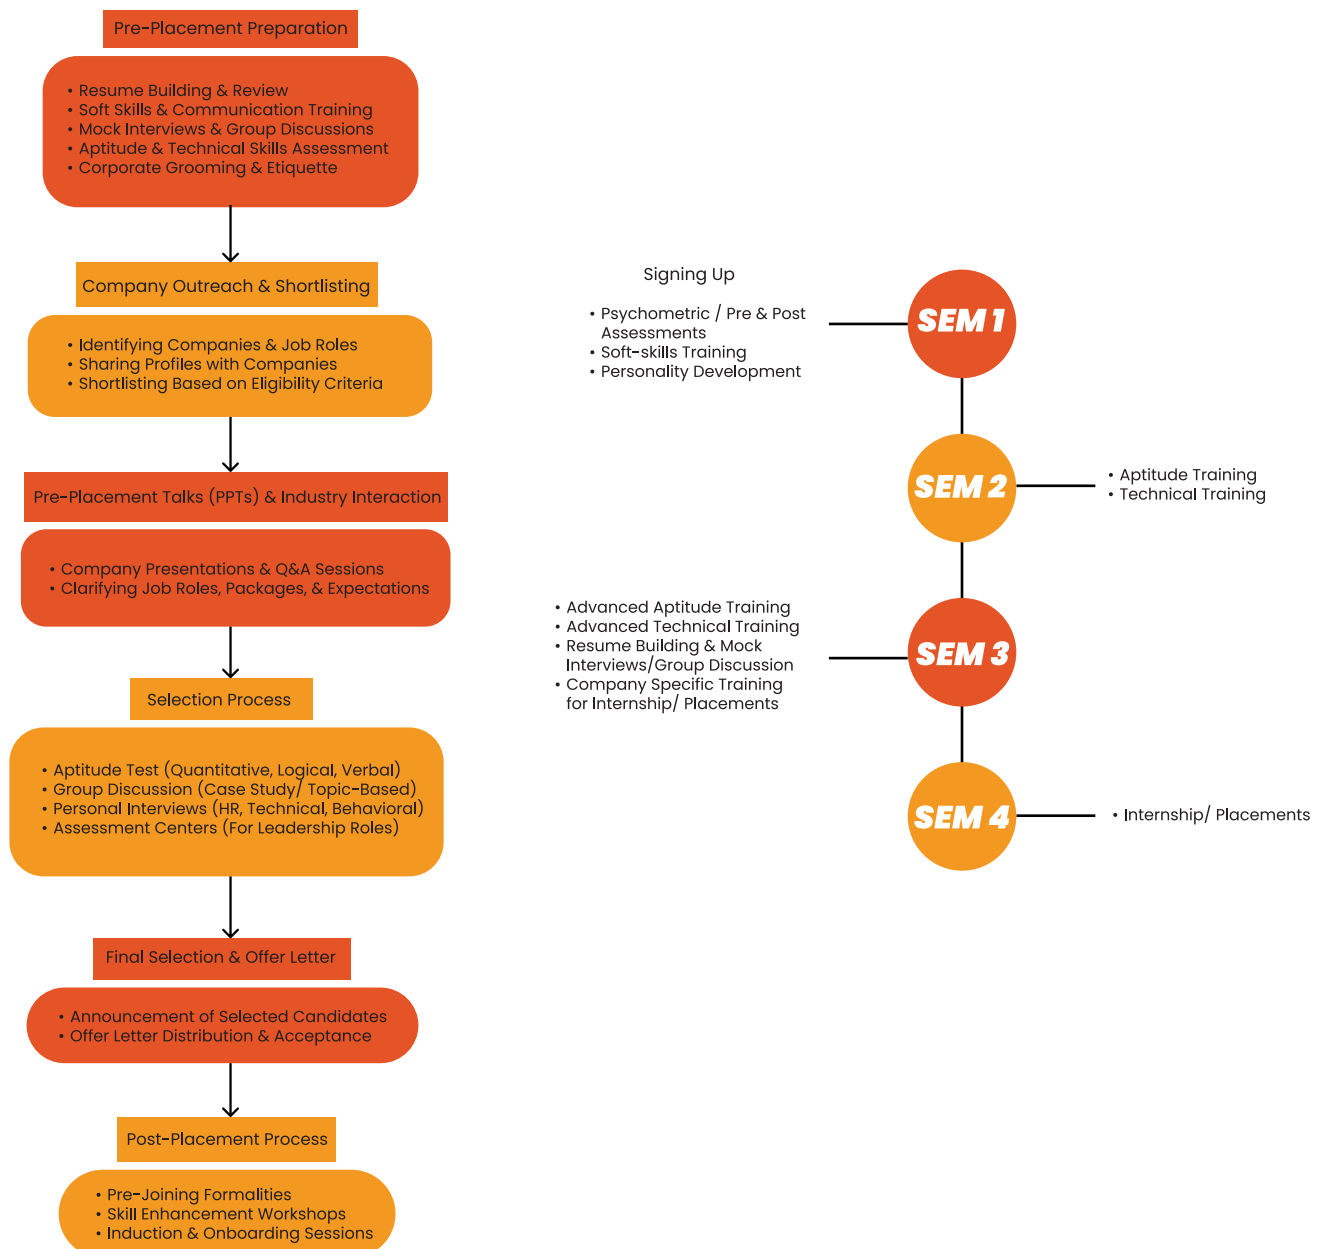 Pre-Placement Preparation
• Resume Building & Review
• Soft Skills & Communication Training
• Mock Interviews & Group Discussions
• Aptitude & Technical Skills Assessment
• Corporate Grooming & Etiquette
Company Outreach & Shortlisting
• Identifying Companies & Job Roles
• Sharing Profiles with Companies
• Shortlisting Based on Eligibility Criteria
Pre-Placement Talks (PPTs) & Industry Interaction
• Company Presentations & Q&A Sessions
• Clarifying Job Roles, Packages, & Expectations
Selection Process
• Aptitude Test (Quantitative, Logical, Verbal)
• Group Discussion (Case Study/ Topic-Based)
• Personal Interviews (HR, Technical, Behavioral)
• Assessment Centers (For Leadership Roles)
Final Selection & Offer Letter
• Announcement of Selected Candidates
• Offer Letter Distribution & Acceptance
Post-Placement Process
• Pre-Joining Formalities
• Skill Enhancement Workshops
• Induction & Onboarding Sessions
Signing Up
• Psychometric / Pre & Post
Assessments
• Soft-skills Training
• Personality Development
SEM 1
SEM 2
• Aptitude Training
• Technical Training
• Advanced Aptitude Training
• Advanced Technical Training
• Resume Building & Mock
Interviews/Group Discussion
• Company Specific Training
for Internship/ Placements
SEM 3
SEM 4
• Internship/ Placements